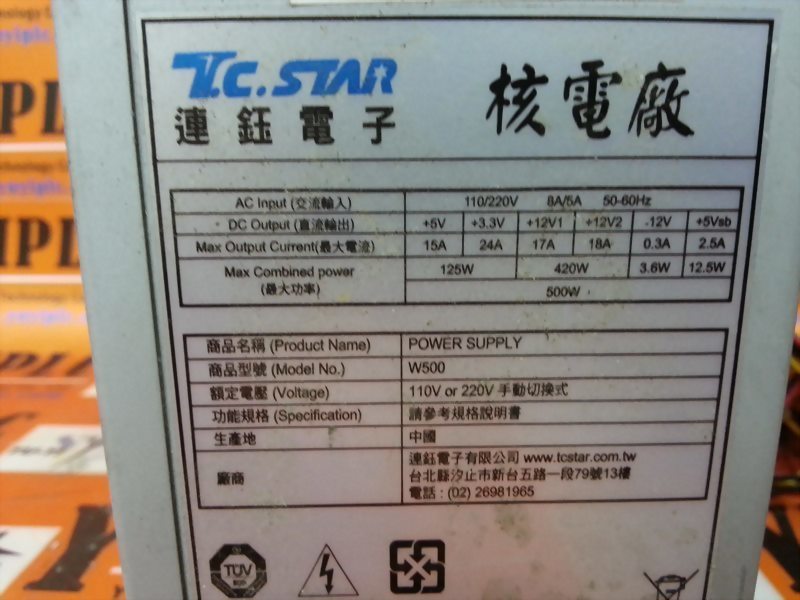 T.C.STAR
連鈺電子
核電廠
AC Input (交流輸入) 110/220V 8A/5A 50-60Hz
DC Output (直流輸出) +5V +3.3V +12V1 +12V2 -12V +5Vsb
Max Output Current(最大電流) 15A 24A 17A 18A 0.3A 2.5A
Max Combined power (最大功率) 125W 420W 3.6W 12.5W
500W
商品名稱 (Product Name) POWER SUPPLY
商品型號 (Model No.) W500
額定電壓 (Voltage) 110V or 220V 手動切換式
功能規格 (Specification) 請參考規格說明書
生產地 中國
廠商 連鈺電子有限公司 www.tcstar.com.tw
台北縣汐止市新台五路一段79號13樓
電話 : (02) 26981965
TÜV